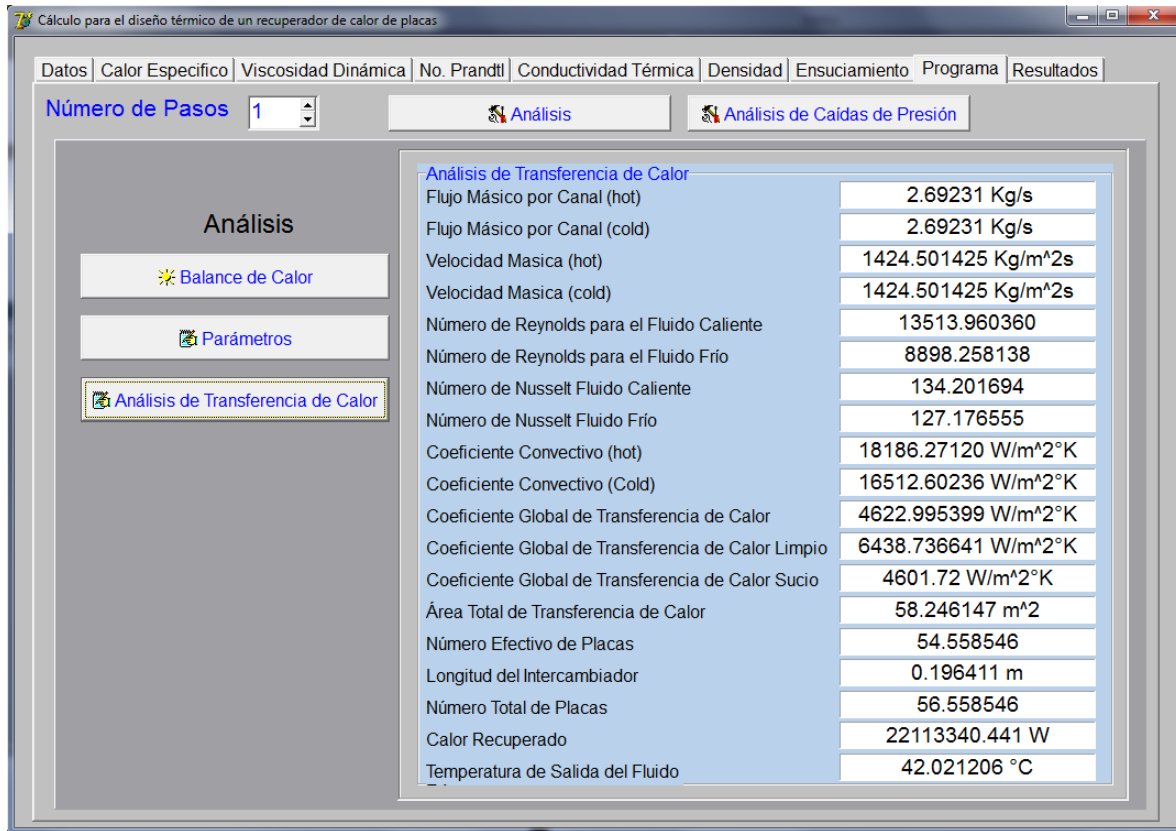 Cálculo para el diseño térmico de un recuperador de calor de placas
Datos Calor Especifico Viscosidad Dinámica No. Prandtl Conductividad Térmica Densidad Ensuciamiento Programa Resultados
Número de Pasos 1 Análisis Análisis de Caídas de Presión
Análisis
Balance de Calor
Parámetros
Análisis de Transferencia de Calor
Análisis de Transferencia de Calor
Flujo Másico por Canal (hot) 2.69231 Kg/s
Flujo Másico por Canal (cold) 2.69231 Kg/s
Velocidad Masica (hot) 1424.501425 Kg/m^2s
Velocidad Masica (cold) 1424.501425 Kg/m^2s
Número de Reynolds para el Fluido Caliente 13513.960360
Número de Reynolds para el Fluido Frío 8898.258138
Número de Nusselt Fluido Caliente 134.201694
Número de Nusselt Fluido Frío 127.176555
Coeficiente Convectivo (hot) 18186.27120 W/m^2°K
Coeficiente Convectivo (Cold) 16512.60236 W/m^2°K
Coeficiente Global de Transferencia de Calor 4622.995399 W/m^2°K
Coeficiente Global de Transferencia de Calor Limpio 6438.736641 W/m^2°K
Coeficiente Global de Transferencia de Calor Sucio 4601.72 W/m^2°K
Área Total de Transferencia de Calor 58.246147 m^2
Número Efectivo de Placas 54.558546
Longitud del Intercambiador 0.196411 m
Número Total de Placas 56.558546
Calor Recuperado 22113340.441 W
Temperatura de Salida del Fluido 42.021206 °C